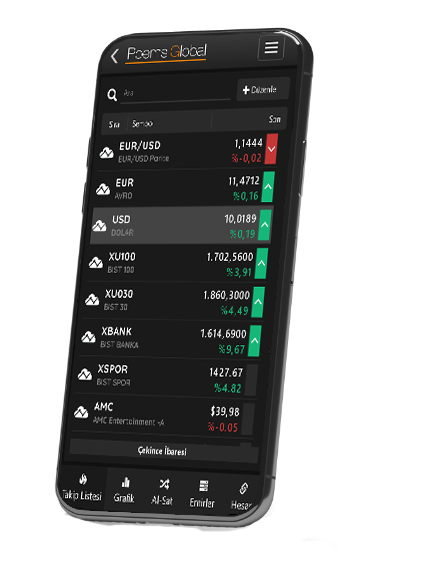 Poems Global
Ara
+ Düzenle
Sıra Sembol Son
EUR/USD 1,1444
EUR/USD Parite %-0,02
EUR 11,4712
AVRO %0,16
USD 10,0189
DOLAR %0,19
XU100 1.702,5600
BIST 100 %3,91
XU030 1.860,3000
BIST 30 %4,49
XBANK 1.614,6900
BIST BANKA %9,67
XSPOR 1427.67
BIST SPOR %4.82
AMC $39,98
AMC Entertainment -A %-0.05
Çekince İbaresi
Takip Listesi Grafik Al-Sat Emirler Hesap